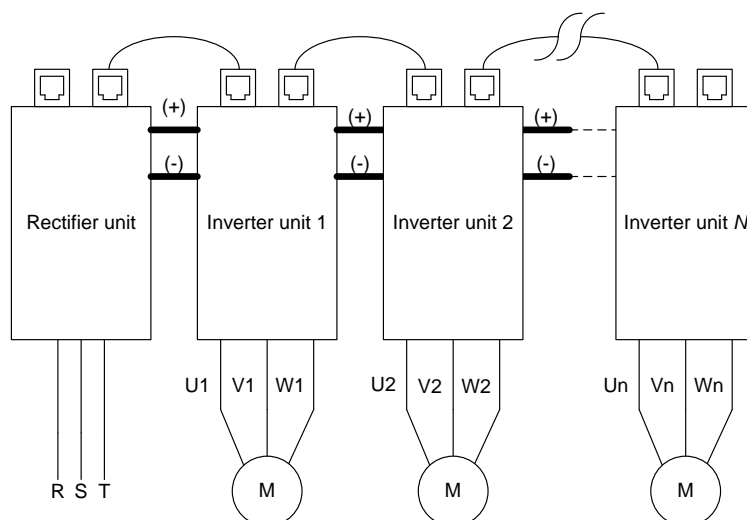 (+)
(+)
(+)
(-)
(-)
(-)
Rectifier unit
Inverter unit 1
Inverter unit 2
Inverter unit N
U1
V1
W1
U2
V2
W2
Un
Vn
Wn
R
S
T
M
M
M